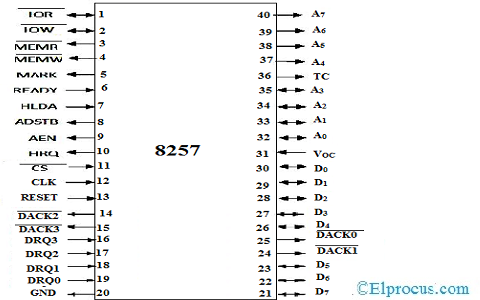 IOR 1 40 A7
IOW 2 39 A6
MEMR 3 38 A5
MEMW 4 37 A4
MARK 5 36 TC
READY 6 35 A3
HLDA 7 34 A2
ADSTB 8 33 A1
AEN 9 32 A0
HRQ 10 31 VOC
CS 11 30 D0
CLK 12 29 D1
RESET 13 28 D2
DACK2 14 27 D3
DACK3 15 26 D4
DRQ3 16 25 DACK0
DRQ2 17 24 DACK1
DRQ1 18 23 D5
DRQ0 19 22 D6
GND 20 21 D7
8257
©Elprocus.com